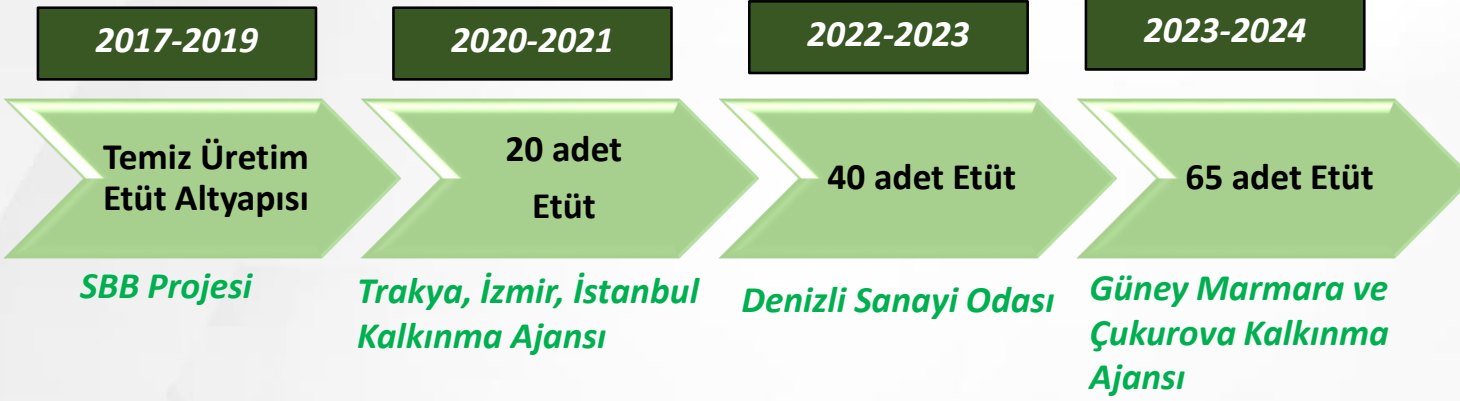 2017-2019
2020-2021
2022-2023
2023-2024
Temiz Üretim
Etüt Altyapısı
20 adet
Etüt
40 adet Etüt
65 adet Etüt
SBB Projesi
Trakya, İzmir, İstanbul
Kalkınma Ajansı
Denizli Sanayi Odası
Güney Marmara ve
Çukurova Kalkınma
Ajansı